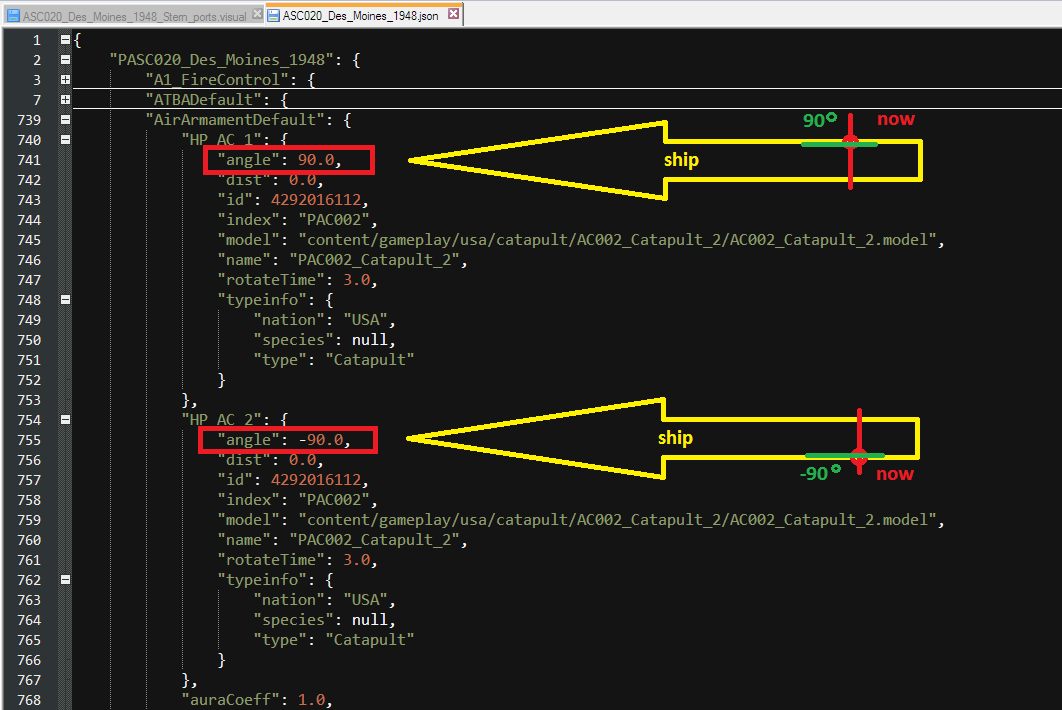 ASC020_Des_Moines_1948_Stern_ports.visual
ASC020_Des_Moines_1948.json
1 {
2 "PASC020_Des_Moines_1948": {
3 "A1_FireControl": {
7 "ATBADefault": {
739 "AirArmamentDefault": {
740 "HP_AC_1": {
741 "angle": 90.0,
742 "dist": 0.0,
743 "id": 4292016112,
744 "index": "PAC002",
745 "model": "content/gameplay/usa/catapult/AC002_Catapult_2/AC002_Catapult_2.model",
746 "name": "PAC002_Catapult_2",
747 "rotateTime": 3.0,
748 "typeinfo": {
749 "nation": "USA",
750 "species": null,
751 "type": "Catapult"
752 }
753 },
754 "HP_AC_2": {
755 "angle": -90.0,
756 "dist": 0.0,
757 "id": 4292016112,
758 "index": "PAC002",
759 "model": "content/gameplay/usa/catapult/AC002_Catapult_2/AC002_Catapult_2.model",
760 "name": "PAC002_Catapult_2",
761 "rotateTime": 3.0,
762 "typeinfo": {
763 "nation": "USA",
764 "species": null,
765 "type": "Catapult"
766 }
767 },
768 "auraCoeff": 1.0,
90° now
ship
ship
-90° now